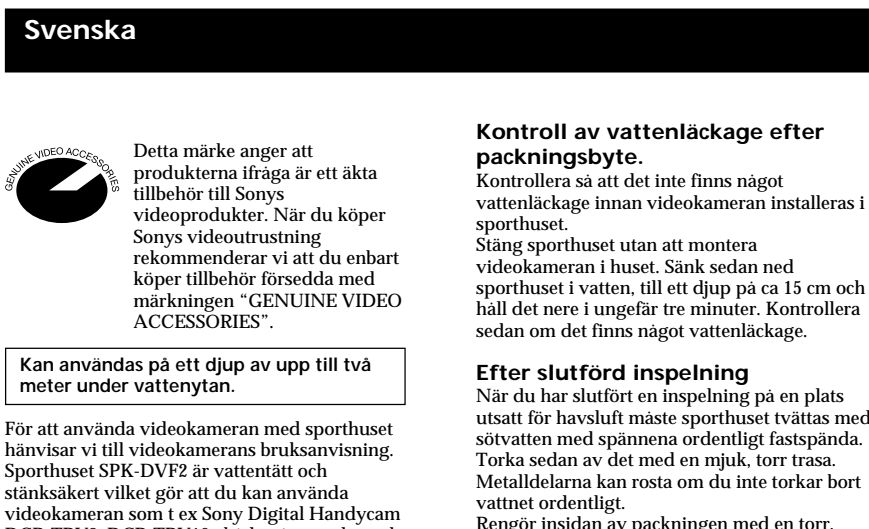 Svenska
GENUINE VIDEO ACCESSORIES
Detta märke anger att
produkterna ifråga är ett äkta
tillbehör till Sonys
videoprodukter. När du köper
Sonys videoutrustning
rekommenderar vi att du enbart
köper tillbehör försedda med
märkningen “GENUINE VIDEO
ACCESSORIES”.
Kan användas på ett djup av upp till två
meter under vattenytan.
För att använda videokameran med sporthuset
hänvisar vi till videokamerans bruksanvisning.
Sporthuset SPK-DVF2 är vattentätt och
stänksäkert vilket gör att du kan använda
videokameran som t ex Sony Digital Handycam
Kontroll av vattenläckage efter
packningsbyte.
Kontrollera så att det inte finns något
vattenläckage innan videokameran installeras i
sporthuset.
Stäng sporthuset utan att montera
videokameran i huset. Sänk sedan ned
sporthuset i vatten, till ett djup på ca 15 cm och
håll det nere i ungefär tre minuter. Kontrollera
sedan om det finns något vattenläckage.
Efter slutförd inspelning
När du har slutfört en inspelning på en plats
utsatt för havsluft måste sporthuset tvättas med
sötvatten med spännena ordentligt fastspända.
Torka sedan av det med en mjuk, torr trasa.
Metalldelarna kan rosta om du inte torkar bort
vattnet ordentligt.
Rengör insidan av packningen med en torr,